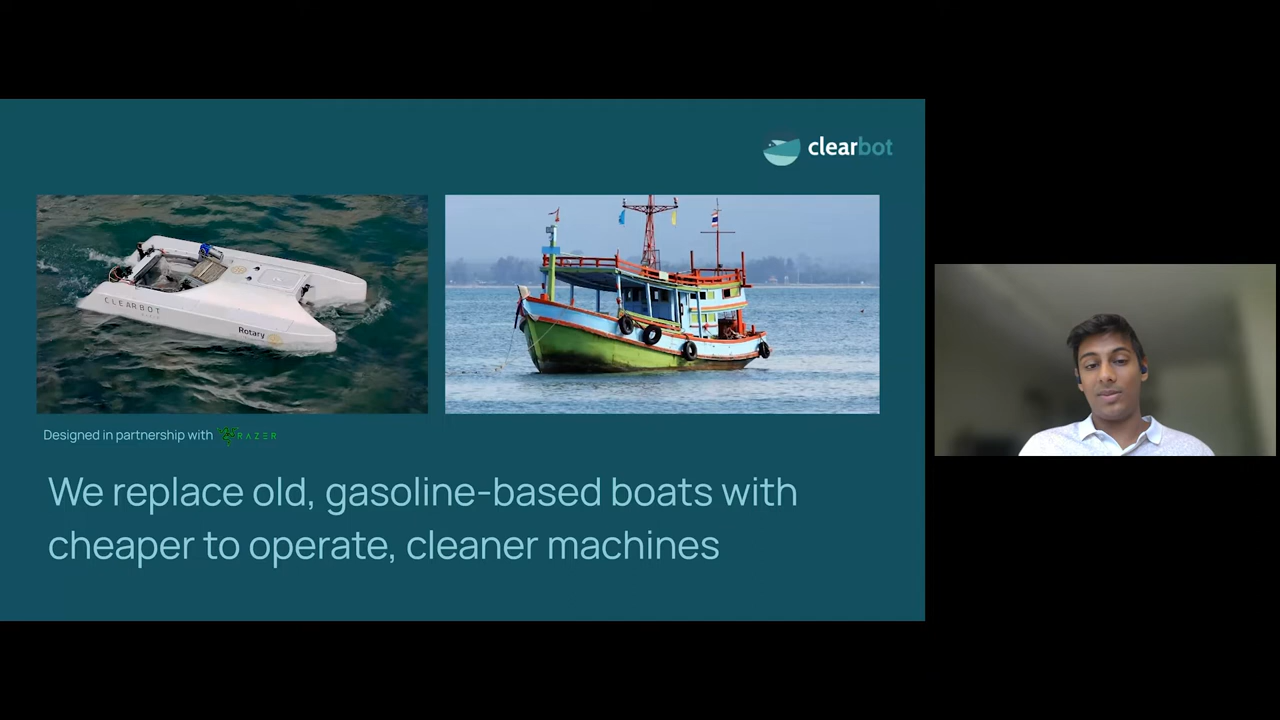 clearbot
CLEARBOT
Rotary
Designed in partnership with RAZER
We replace old, gasoline-based boats with
cheaper to operate, cleaner machines